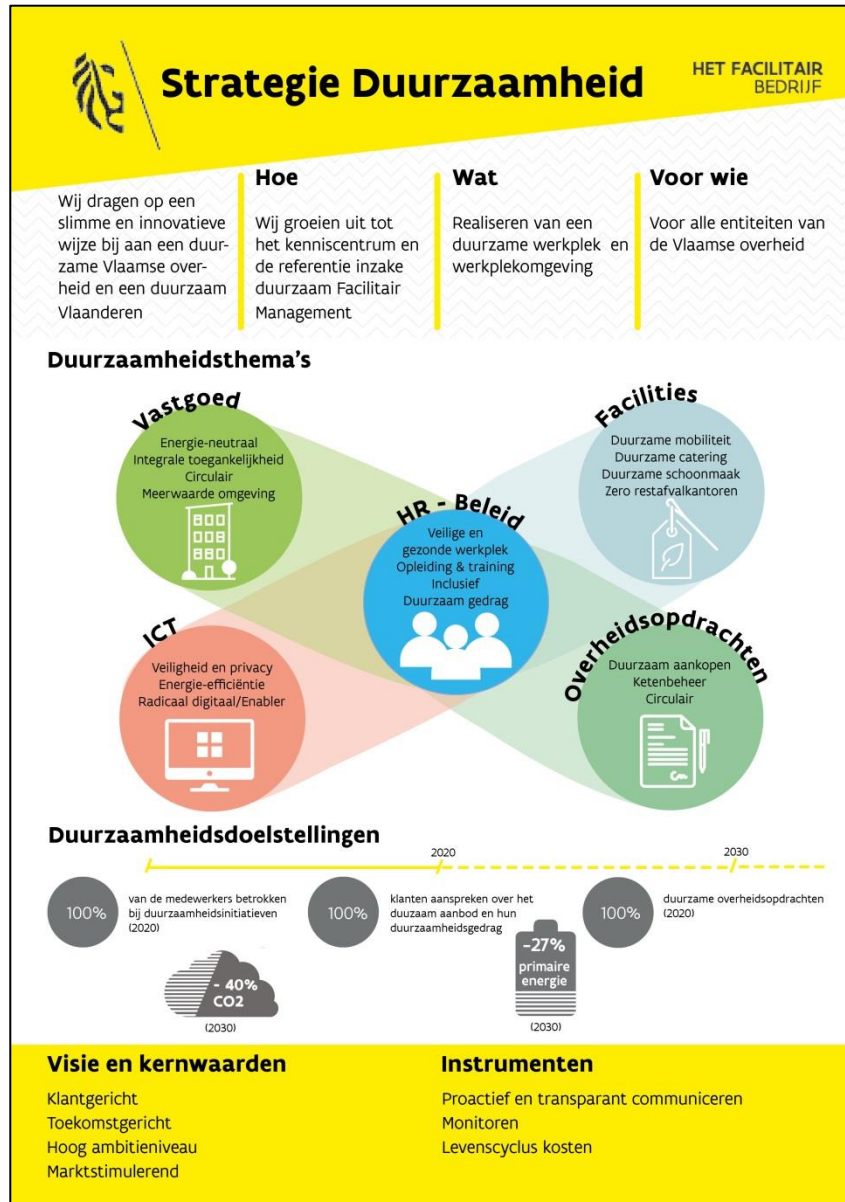 Strategie Duurzaamheid
HET FACILITAIR
BEDRIJF
Wij dragen op een
slimme en innovatieve
wijze bij aan een duur-
zame Vlaamse over-
heid en een duurzaam
Vlaanderen
Hoe
Wij groeien uit tot
het kenniscentrum en
de referentie inzake
duurzaam Facilitair
Management
Wat
Realiseren van een
duurzame werkplek en
werkplekomgeving
Voor wie
Voor alle entiteiten van
de Vlaamse overheid
Duurzaamheidsthema's
Vastgoed
Energie-neutraal
Integrale toegankelijkheid
Circulair
Meerwaarde omgeving
Facilities
Duurzame mobiliteit
Duurzame catering
Duurzame schoonmaak
Zero restafvalkantoren
HR - Beleid
Veilige en
gezonde werkplek
Opleiding & training
Inclusief
Duurzaam gedrag
ICT
Veiligheid en privacy
Energie-efficiëntie
Radicaal digitaal/Enabler
Overheidsopdrachten
Duurzaam aankopen
Ketenbeheer
Circulair
Duurzaamheidsdoelstellingen
2020
2030
100%
van de medewerkers betrokken
bij duurzaamheidsinitiatieven
(2020)
100%
klanten aanspreken over het
duuzaam aanbod en hun
duurzaamheidsgedrag
100%
duurzame overheidsopdrachten
(2020)
- 40%
CO2
(2030)
-27%
primaire
energie
(2030)
Visie en kernwaarden
Klantgericht
Toekomstgericht
Hoog ambitieniveau
Marktstimulerend
Instrumenten
Proactief en transparant communiceren
Monitoren
Levenscyclus kosten